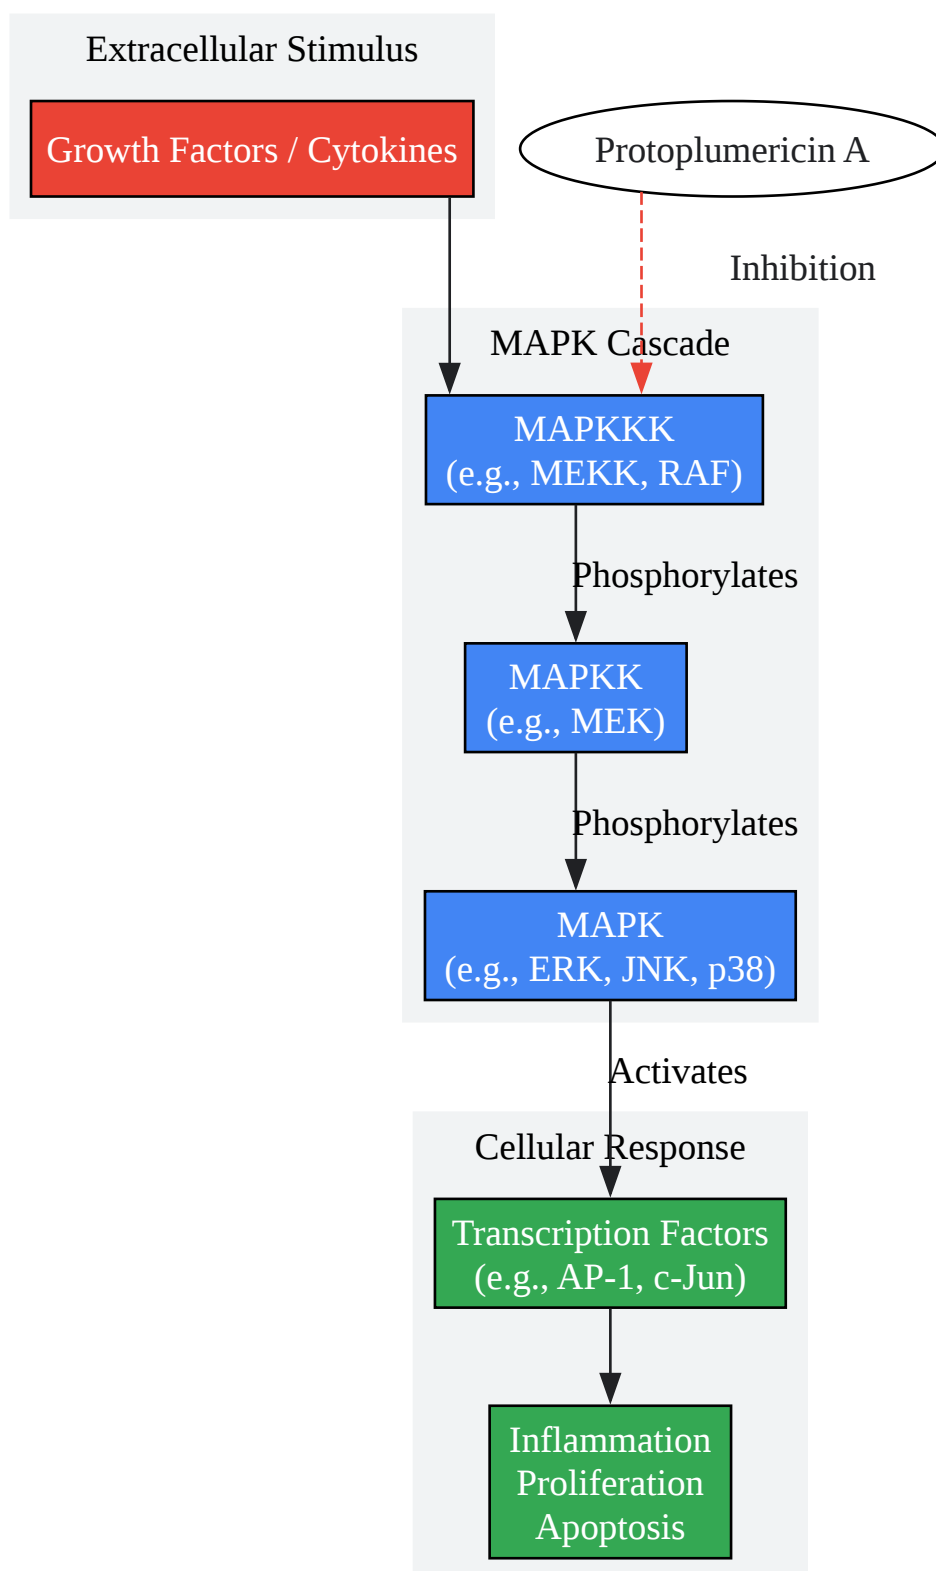 Extracellular Stimulus
Growth Factors / Cytokines
Protoplumericin A
Inhibition
MAPK Cascade
MAPKKK
(e.g., MEKK, RAF)
Phosphorylates
MAPKK
(e.g., MEK)
Phosphorylates
MAPK
(e.g., ERK, JNK, p38)
Activates
Cellular Response
Transcription Factors
(e.g., AP-1, c-Jun)
Inflammation
Proliferation
Apoptosis